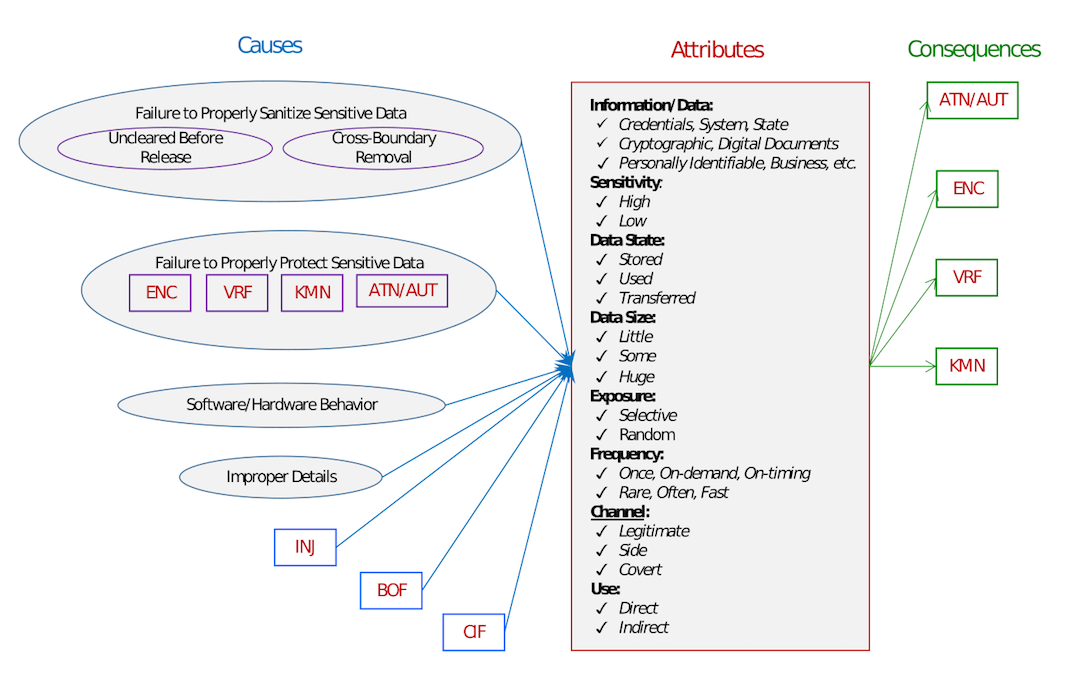 Causes
Attributes
Consequences
Failure to Properly Sanitize Sensitive Data
Uncleared Before
Release
Cross-Boundary
Removal
Failure to Properly Protect Sensitive Data
ENC
VRF
KMN
ATN/AUT
Software/Hardware Behavior
Improper Details
INJ
BOF
CIF
Information/Data:
✓ Credentials, System, State
✓ Cryptographic, Digital Documents
✓ Personally Identifiable, Business, etc.
Sensitivity:
✓ High
✓ Low
Data State:
✓ Stored
✓ Used
✓ Transferred
Data Size:
✓ Little
✓ Some
✓ Huge
Exposure:
✓ Selective
✓ Random
Frequency:
✓ Once, On-demand, On-timing
✓ Rare, Often, Fast
Channel:
✓ Legitimate
✓ Side
✓ Covert
Use:
✓ Direct
✓ Indirect
ATN/AUT
ENC
VRF
KMN